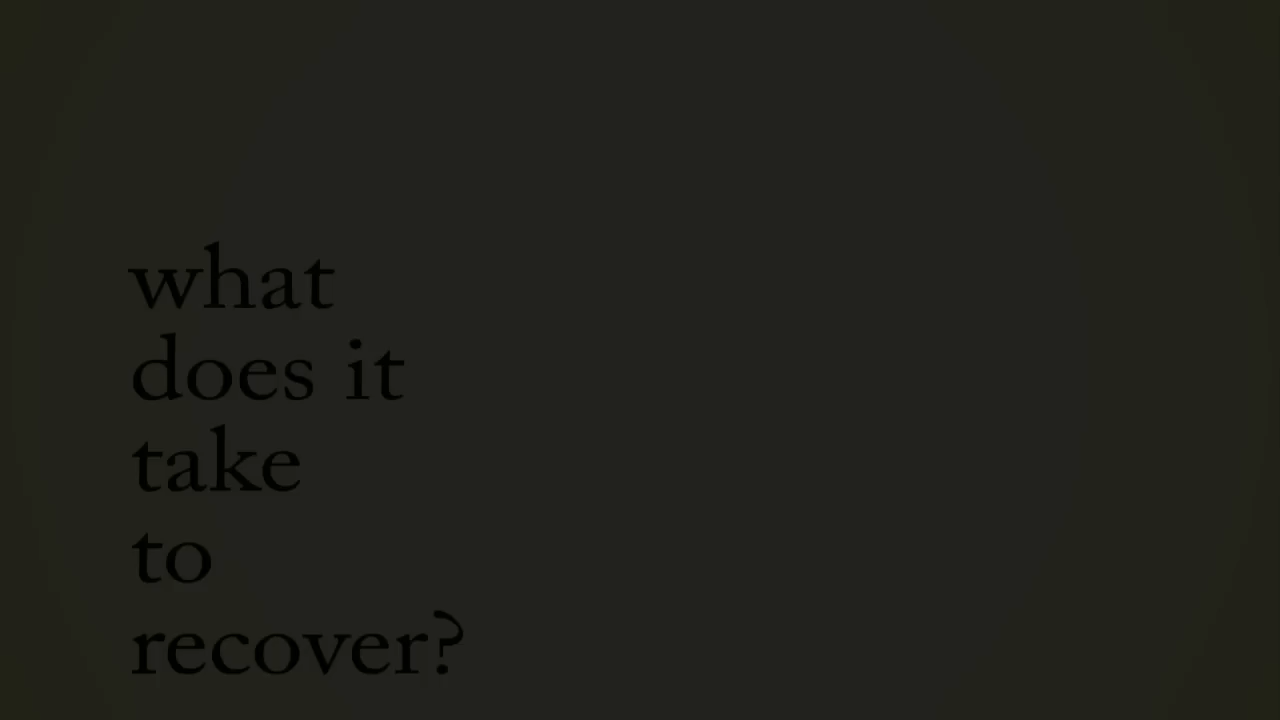 what
does it
take
to
recover?